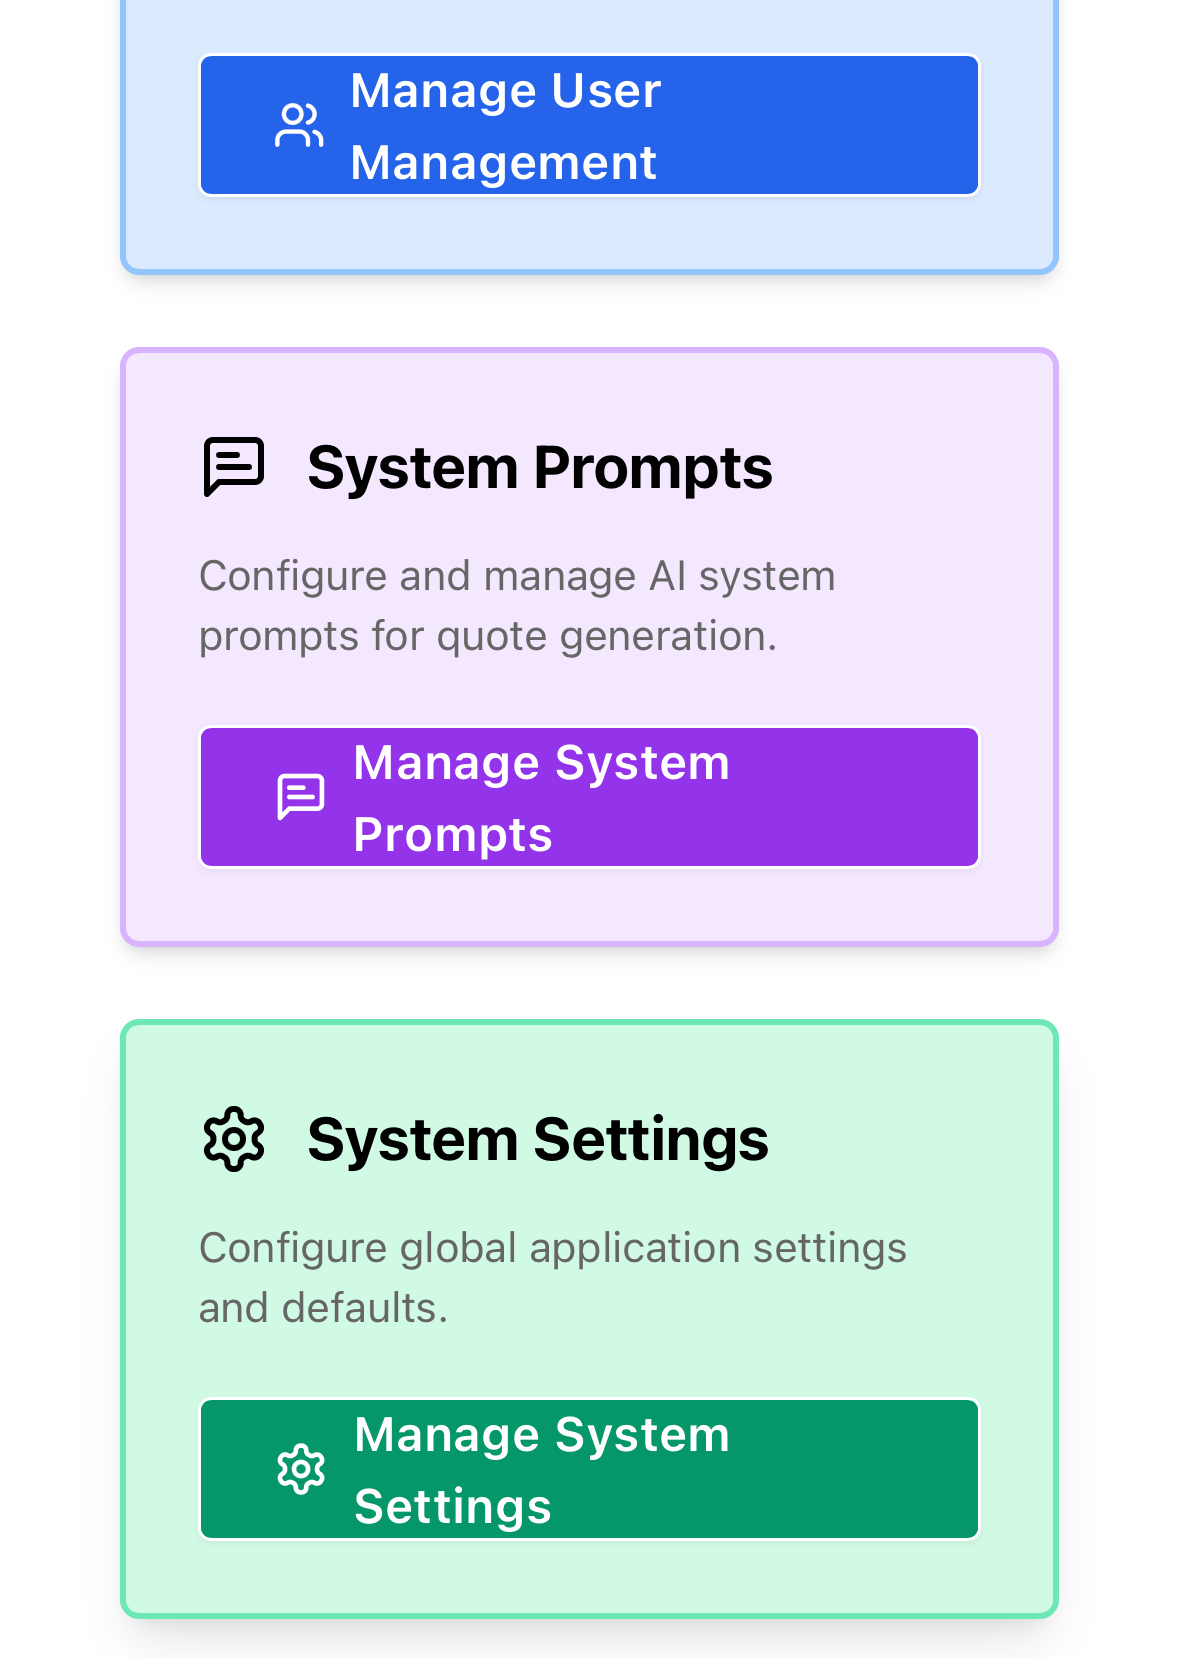 Manage User
Management
System Prompts
Configure and manage AI system
prompts for quote generation.
Manage System
Prompts
System Settings
Configure global application settings
and defaults.
Manage System
Settings